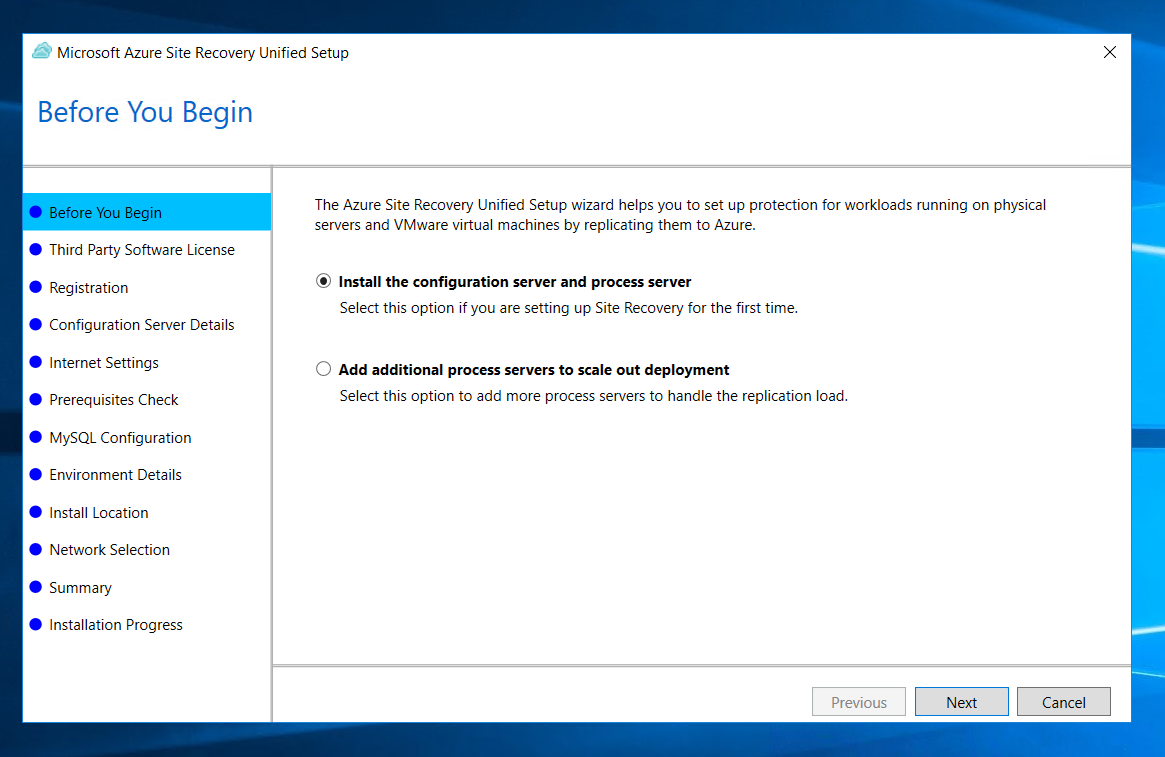 Microsoft Azure Site Recovery Unified Setup
Before You Begin
Before You Begin
Third Party Software License
Registration
Configuration Server Details
Internet Settings
Prerequisites Check
MySQL Configuration
Environment Details
Install Location
Network Selection
Summary
Installation Progress
The Azure Site Recovery Unified Setup wizard helps you to set up protection for workloads running on physical
servers and VMware virtual machines by replicating them to Azure.
Install the configuration server and process server
Select this option if you are setting up Site Recovery for the first time.
Add additional process servers to scale out deployment
Select this option to add more process servers to handle the replication load.
Previous Next Cancel